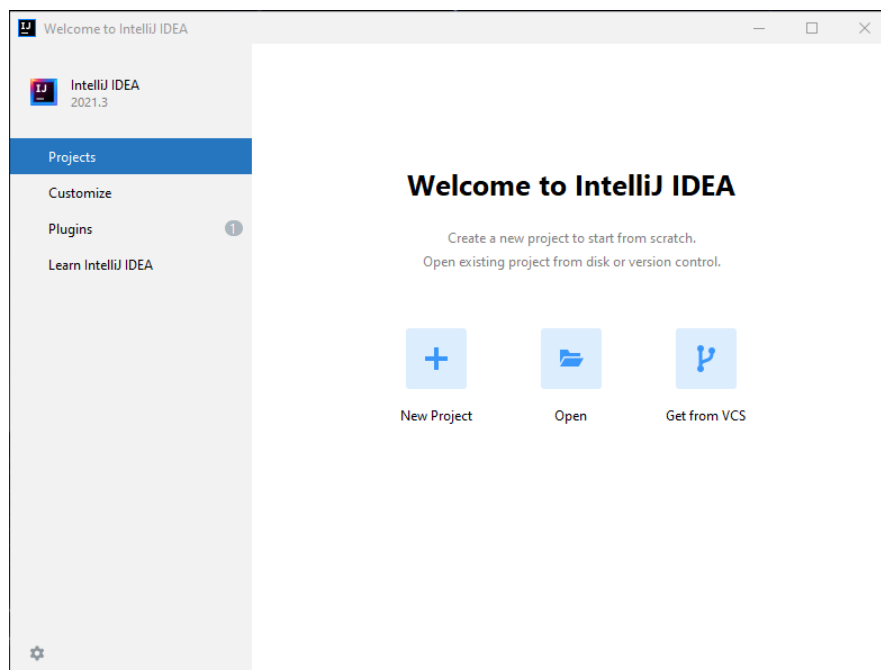 Welcome to IntelliJ IDEA
IntelliJ IDEA
2021.3
Projects
Customize
Plugins
1
Learn IntelliJ IDEA
Welcome to IntelliJ IDEA
Create a new project to start from scratch.
Open existing project from disk or version control.
New Project
Open
Get from VCS